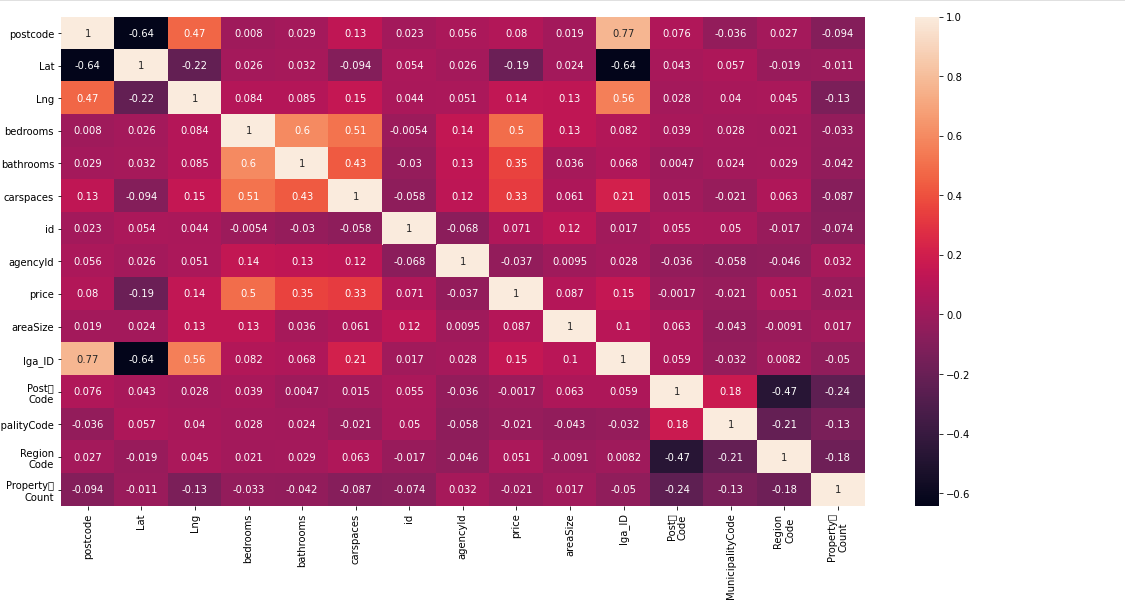 postcode 1 -0.64 0.47 0.008 0.029 0.13 0.023 0.056 0.08 0.019 0.77 0.076 -0.036 0.027 -0.094
Lat -0.64 1 -0.22 0.026 0.032 -0.094 0.054 0.026 -0.19 0.024 -0.64 0.043 0.057 -0.019 -0.011
Lng 0.47 -0.22 1 0.084 0.085 0.15 0.044 0.051 0.14 0.13 0.56 0.028 0.04 0.045 -0.13
bedrooms 0.008 0.026 0.084 1 0.6 0.51 -0.0054 0.14 0.5 0.13 0.082 0.039 0.028 0.021 -0.033
bathrooms 0.029 0.032 0.085 0.6 1 0.43 -0.03 0.13 0.35 0.036 0.068 0.0047 0.024 0.029 -0.042
carspaces 0.13 -0.094 0.15 0.51 0.43 1 -0.058 0.12 0.33 0.061 0.21 0.015 -0.021 0.063 -0.087
id 0.023 0.054 0.044 -0.0054 -0.03 -0.058 1 -0.068 0.071 0.12 0.017 0.055 0.05 -0.017 -0.074
agencyId 0.056 0.026 0.051 0.14 0.13 0.12 -0.068 1 -0.037 0.0095 0.028 -0.036 -0.058 -0.046 0.032
price 0.08 -0.19 0.14 0.5 0.35 0.33 0.071 -0.037 1 0.087 0.15 -0.0017 -0.021 0.051 -0.021
areaSize 0.019 0.024 0.13 0.13 0.036 0.061 0.12 0.0095 0.087 1 0.1 0.063 -0.043 -0.0091 0.017
lga_ID 0.77 -0.64 0.56 0.082 0.068 0.21 0.017 0.028 0.15 0.1 1 0.059 -0.032 0.0082 -0.05
Post▯
Code 0.076 0.043 0.028 0.039 0.0047 0.015 0.055 -0.036 -0.0017 0.063 0.059 1 0.18 -0.47 -0.24
palityCode -0.036 0.057 0.04 0.028 0.024 -0.021 0.05 -0.058 -0.021 -0.043 -0.032 0.18 1 -0.21 -0.13
Region
Code 0.027 -0.019 0.045 0.021 0.029 0.063 -0.017 -0.046 0.051 -0.0091 0.0082 -0.47 -0.21 1 -0.18
Property▯
Count -0.094 -0.011 -0.13 -0.033 -0.042 -0.087 -0.074 0.032 -0.021 0.017 -0.05 -0.24 -0.13 -0.18 1
postcode
Lat
Lng
bedrooms
bathrooms
carspaces
id
agencyId
price
areaSize
lga_ID
Post▯
Code
MunicipalityCode
Region
Code
Property▯
Count
1.0
0.8
0.6
0.4
0.2
0.0
−0.2
−0.4
−0.6